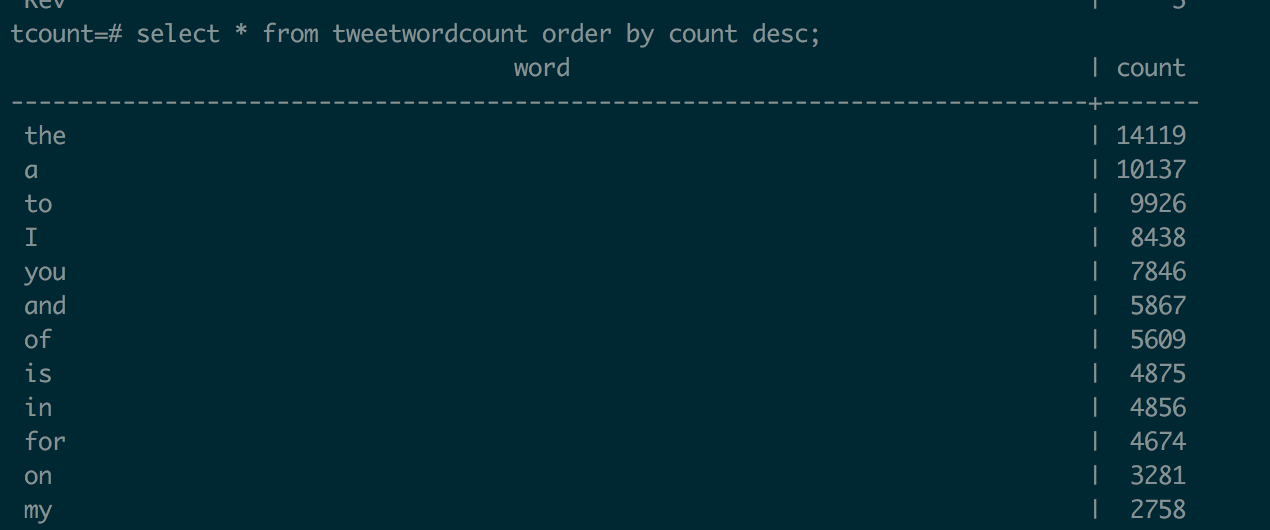 Rev | 5
tcount=# select * from tweetwordcount order by count desc;
word | count
------------------------------------------------------------------------------+-------
the | 14119
a | 10137
to | 9926
I | 8438
you | 7846
and | 5867
of | 5609
is | 4875
in | 4856
for | 4674
on | 3281
my | 2758